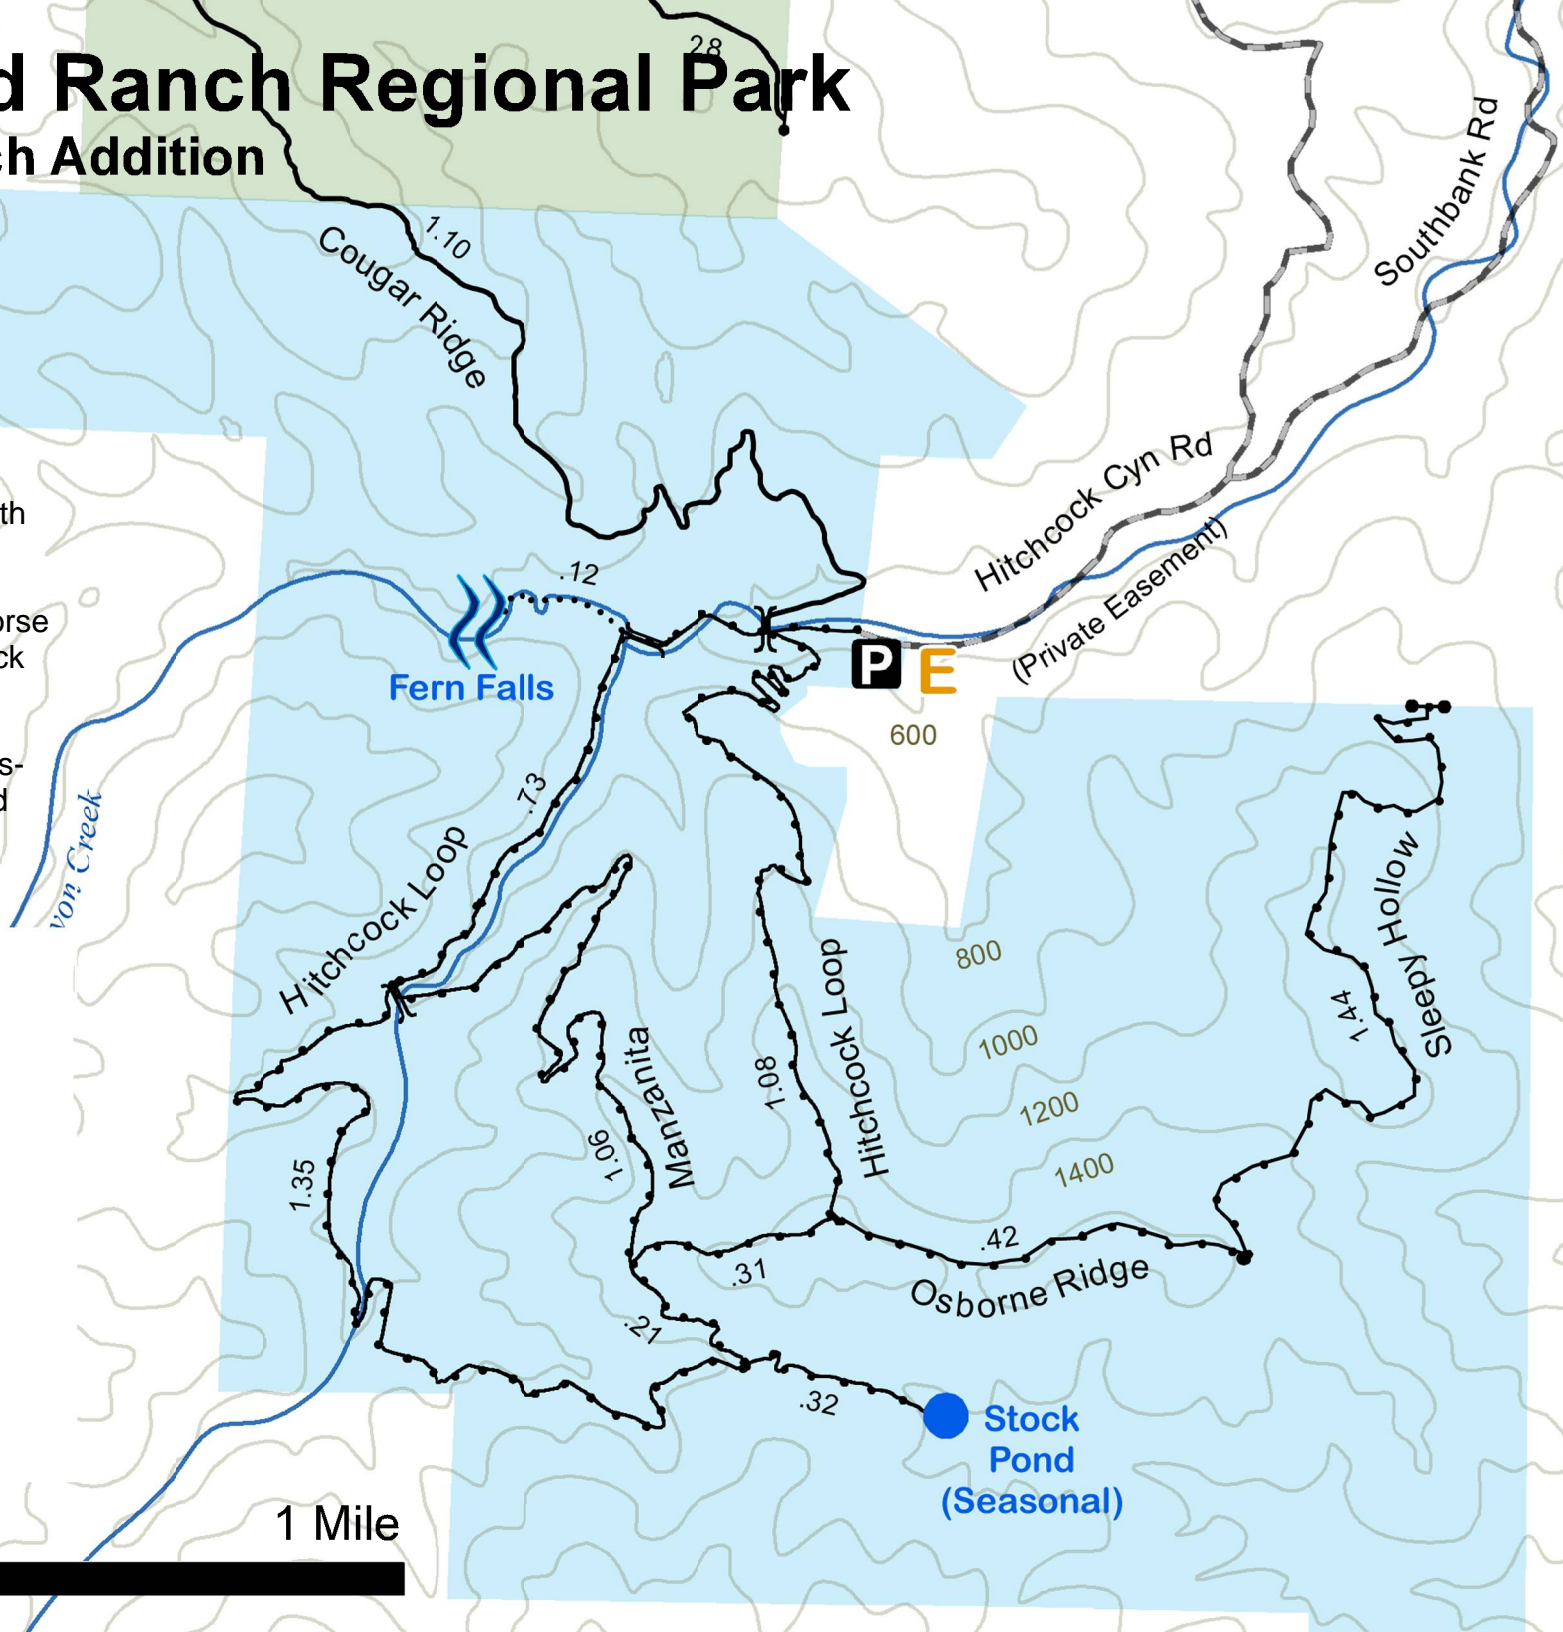 d Ranch Regional Park
ch Addition
.28
1.10
Cougar Ridge
Southbank Rd
Hitchcock Cyn Rd
(Private Easement)
th
.12
orse
ck
P E
Fern Falls
600
s-
d
.73
von Creek
Hitchcock Loop
800
Hitchcock Loop
Sleepy Hollow
1.44
1000
Manzanita
1.08
1200
1.06
1400
1.35
.42
.31
Osborne Ridge
.21
.32
Stock
Pond
(Seasonal)
1 Mile